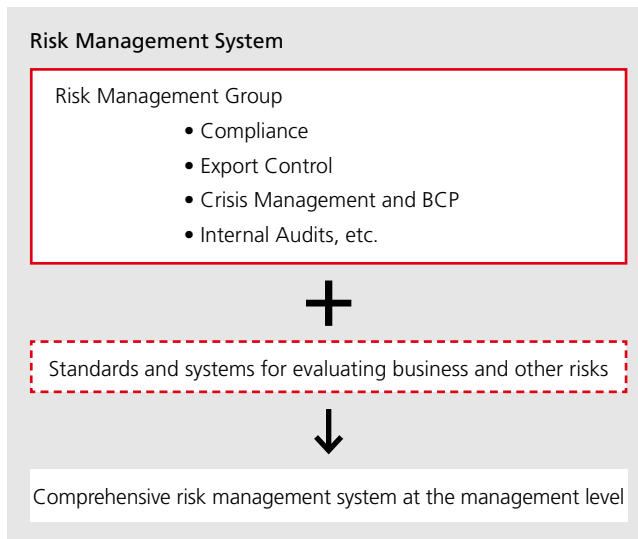 Risk Management System
Risk Management Group
• Compliance
• Export Control
• Crisis Management and BCP
• Internal Audits, etc.
+
Standards and systems for evaluating business and other risks
Comprehensive risk management system at the management level